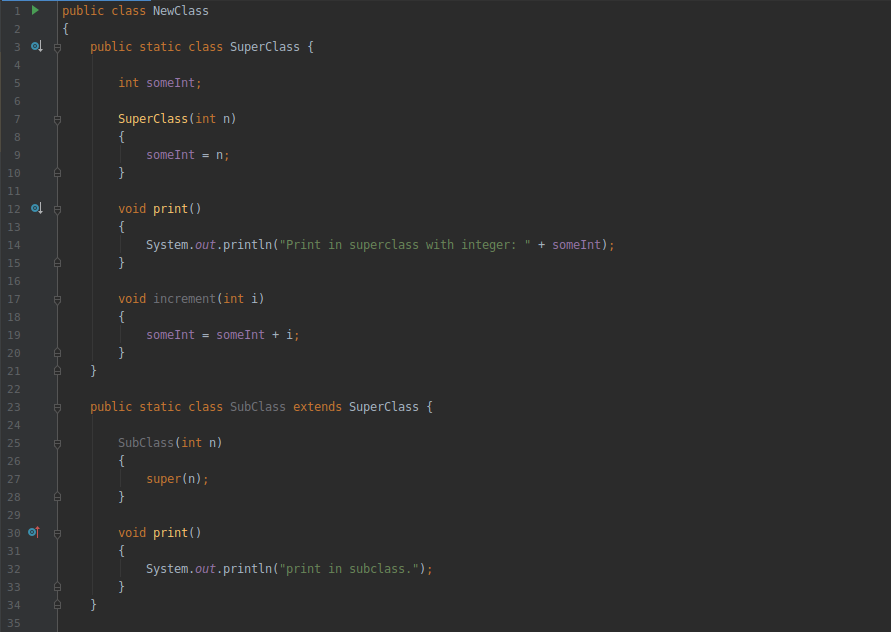 1 public class NewClass
2 {
3     public static class SuperClass {
4
5         int someInt;
6
7         SuperClass(int n)
8         {
9             someInt = n;
10         }
11
12         void print()
13         {
14             System.out.println("Print in superclass with integer: " + someInt);
15         }
16
17         void increment(int i)
18         {
19             someInt = someInt + i;
20         }
21     }
22
23     public static class SubClass extends SuperClass {
24
25         SubClass(int n)
26         {
27             super(n);
28         }
29
30         void print()
31         {
32             System.out.println("print in subclass.");
33         }
34     }
35